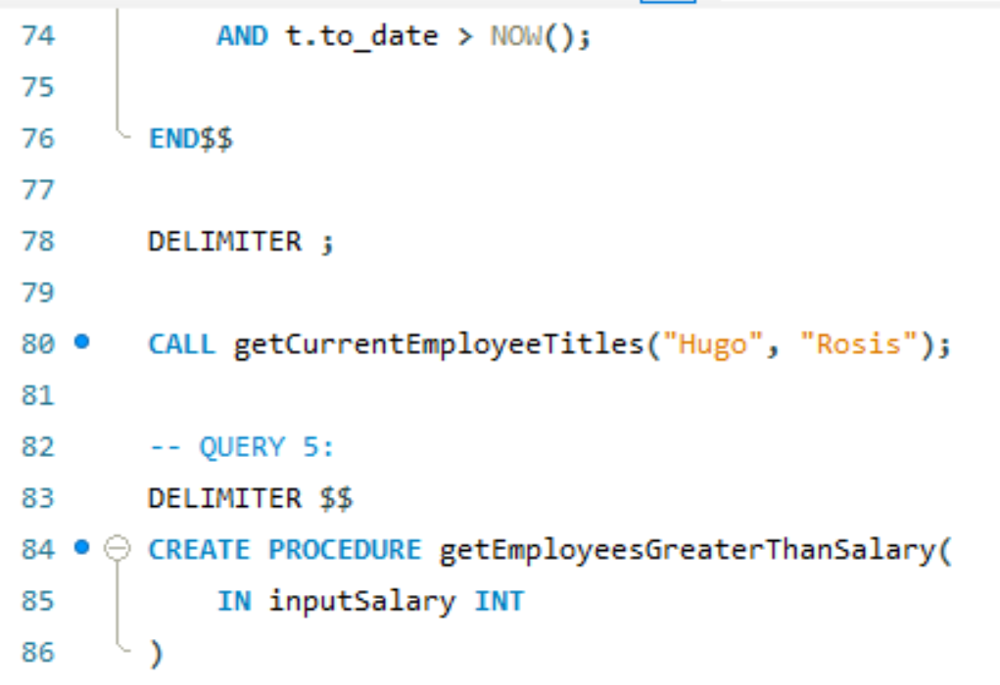 74 AND t.to_date > NOW();
75
76 END$$
77
78 DELIMITER ;
79
80 CALL getCurrentEmployeeTitles("Hugo", "Rosis");
81
82 -- QUERY 5:
83 DELIMITER $$
84 CREATE PROCEDURE getEmployeesGreaterThanSalary(
85 IN inputSalary INT
86 )